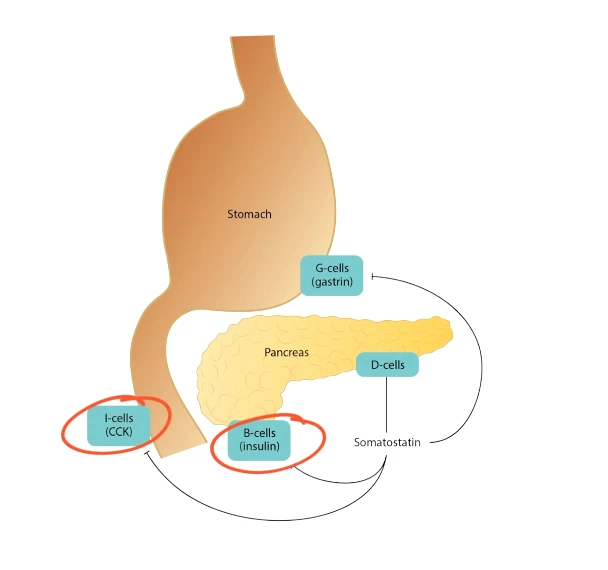 Stomach
G-cells
(gastrin)
Pancreas
D-cells
I-cells
(CCK)
B-cells
(insulin)
Somatostatin